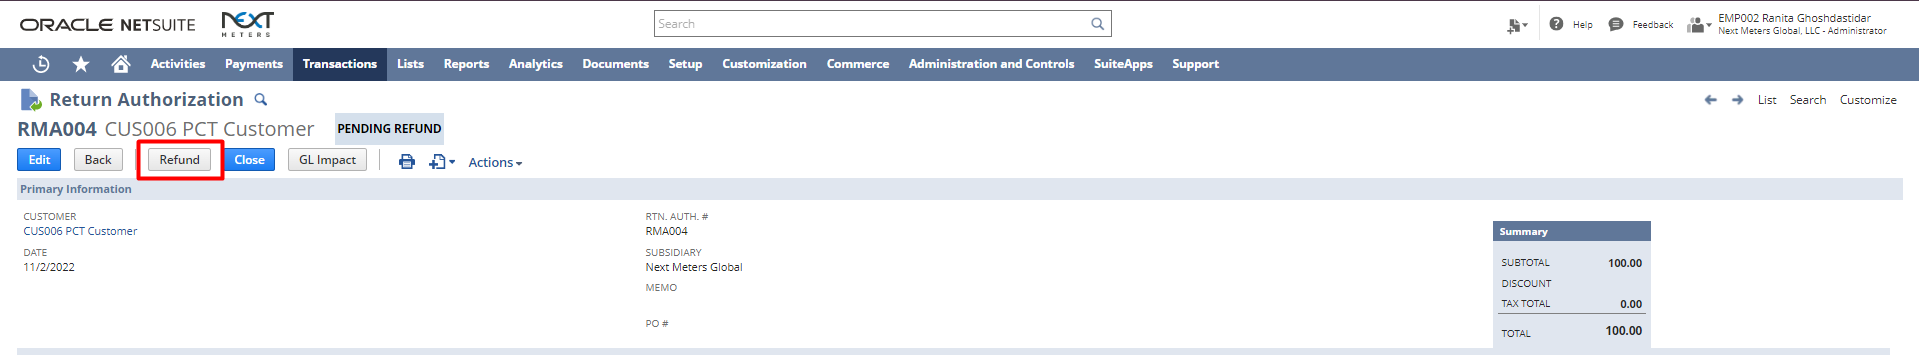 ORACLE NETSUITE
NEXT
METERS
Search
Help
Feedback
EMP002 Ranita Ghoshdastidar
Next Meters Global, LLC - Administrator
Activities Payments Transactions Lists Reports Analytics Documents Setup Customization Commerce Administration and Controls SuiteApps Support
Return Authorization
List Search Customize
RMA004 CUS006 PCT Customer PENDING REFUND
Edit Back Refund Close GL Impact Actions
Primary Information
CUSTOMER
CUS006 PCT Customer
DATE
11/2/2022
RTN. AUTH. #
RMA004
SUBSIDIARY
Next Meters Global
MEMO
PO #
Summary
SUBTOTAL 100.00
DISCOUNT
TAX TOTAL 0.00
TOTAL 100.00